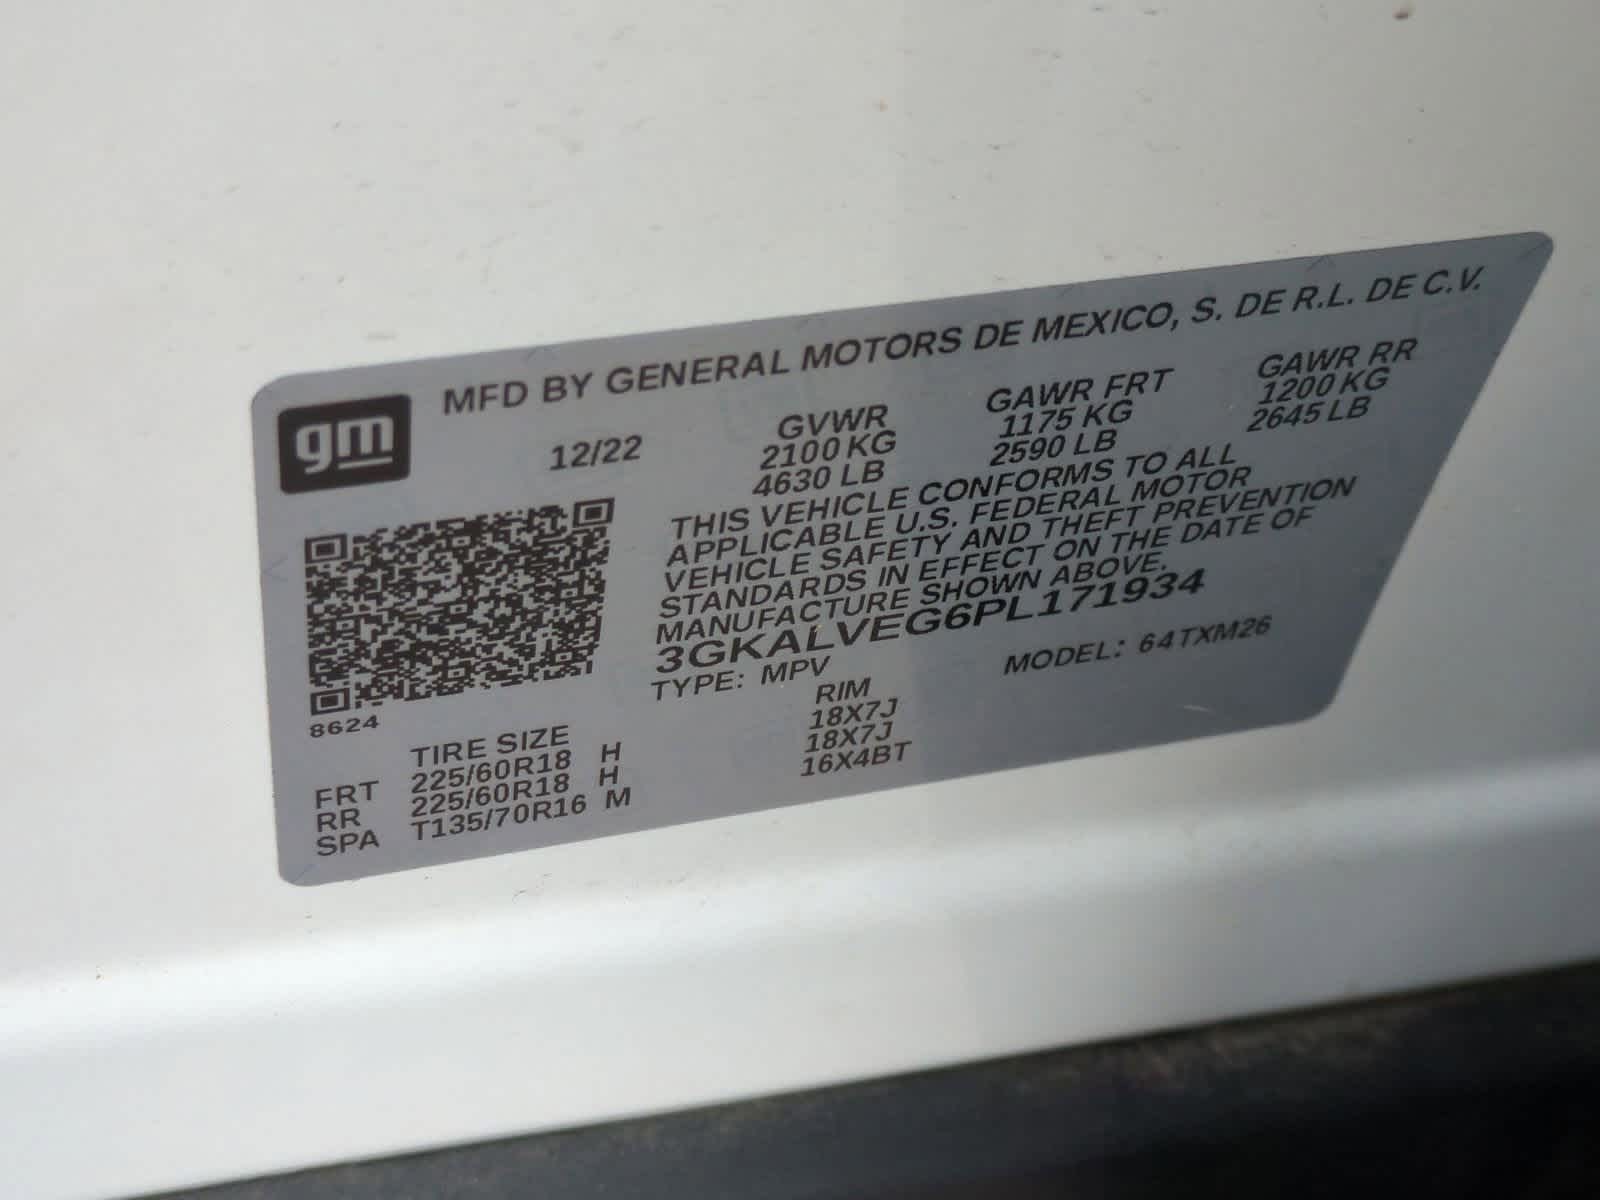 MFD BY GENERAL MOTORS DE MEXICO, S. DE R.L. DE C.V.
gm
12/22
GVWR GAWR FRT GAWR RR
2100 KG 1175 KG 1200 KG
4630 LB 2590 LB 2645 LB
THIS VEHICLE CONFORMS TO ALL
APPLICABLE U.S. FEDERAL MOTOR
VEHICLE SAFETY AND THEFT PREVENTION
STANDARDS IN EFFECT ON THE DATE OF
MANUFACTURE SHOWN ABOVE.
3GKALVEG6PL171934
TYPE: MPV MODEL: 64TXM26
8624
TIRE SIZE RIM
FRT 225/60R18 H 18X7J
RR 225/60R18 H 18X7J
SPA T135/70R16 M 16X4BT